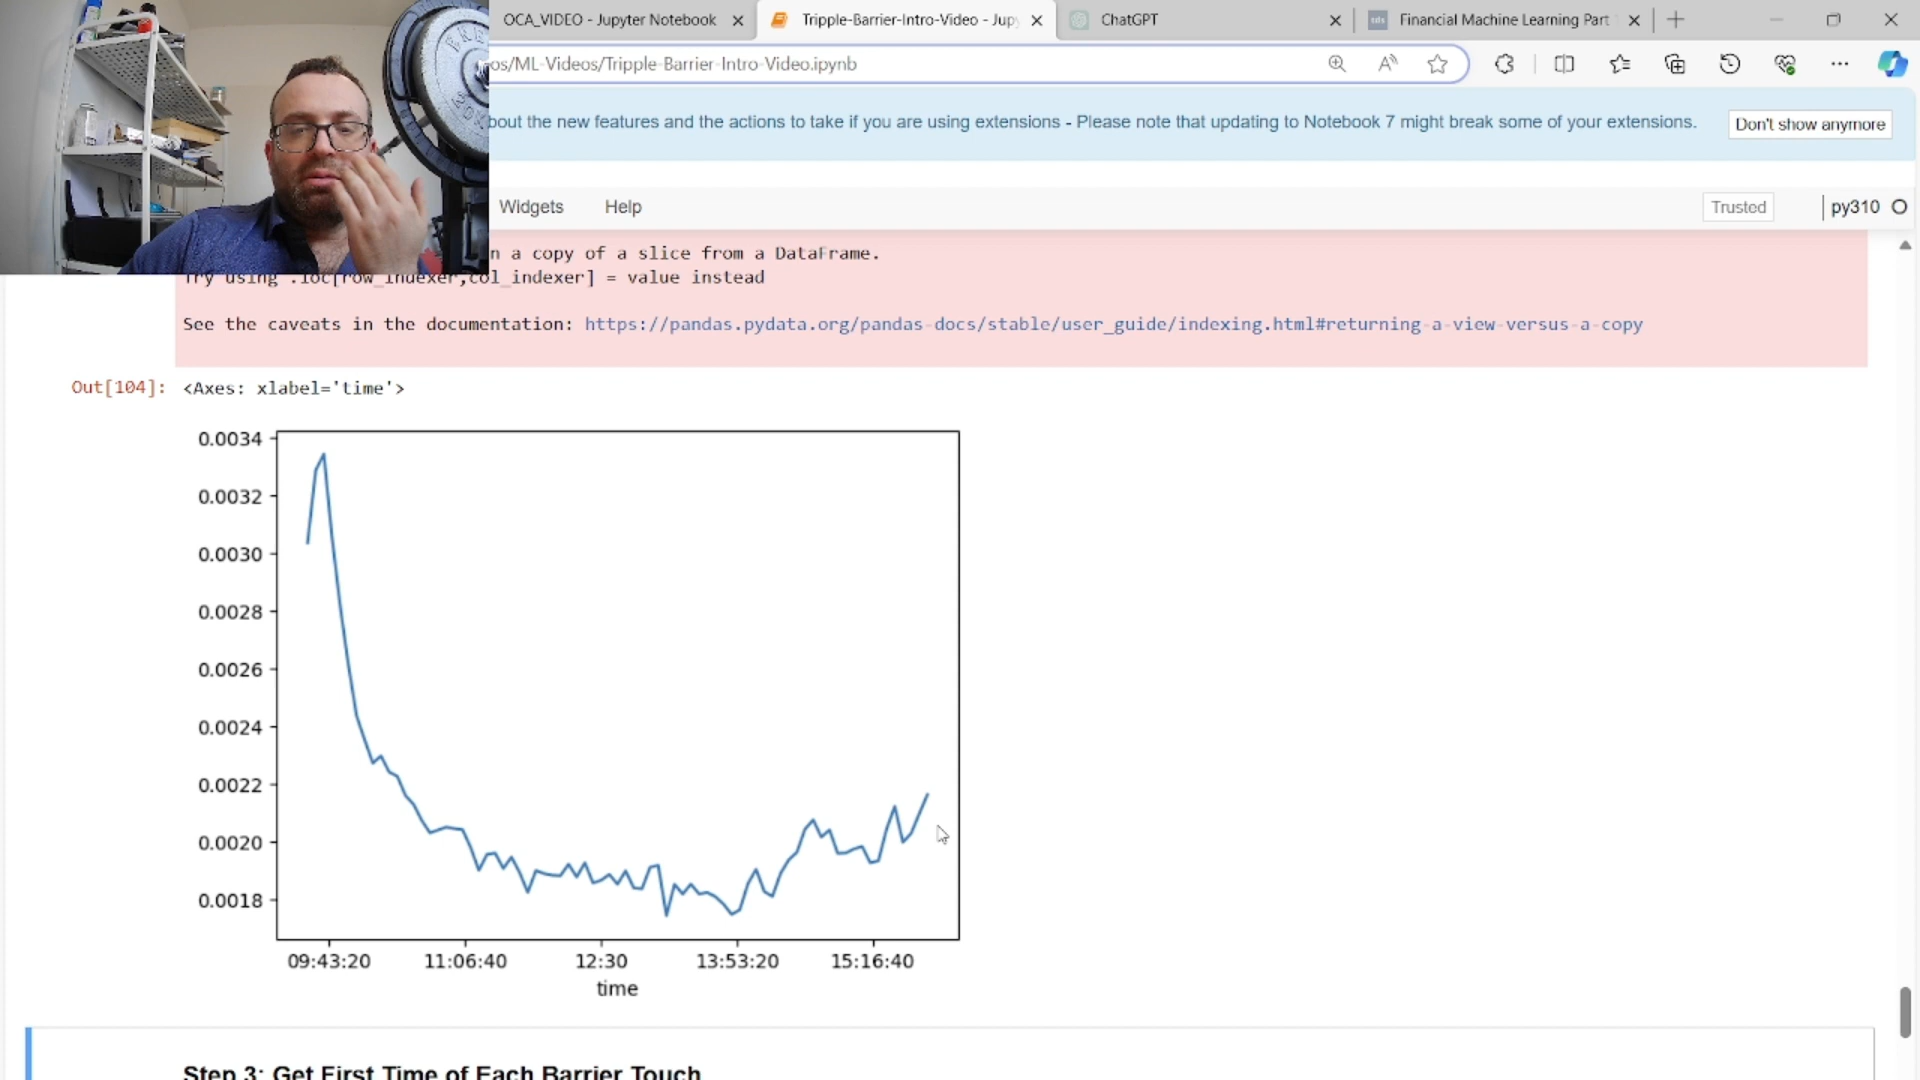 OCA_VIDEO - Jupyter Notebook
Tripple-Barrier-Intro-Video - Jup
ChatGPT
Financial Machine Learning Part
os/ML-Videos/Tripple-Barrier-Intro-Video.ipynb
bout the new features and the actions to take if you are using extensions - Please note that updating to Notebook 7 might break some of your extensions.
Don't show anymore
Widgets
Help
Trusted
py310
n a copy of a slice from a DataFrame.
Try using .loc[row_indexer,col_indexer] = value instead
See the caveats in the documentation: https://pandas.pydata.org/pandas-docs/stable/user_guide/indexing.html#returning-a-view-versus-a-copy
Out[104]: <Axes: xlabel='time'>
0.0034
0.0032
0.0030
0.0028
0.0026
0.0024
0.0022
0.0020
0.0018
09:43:20 11:06:40 12:30 13:53:20 15:16:40
time
Step 3: Get First Time of Each Barrier Touch